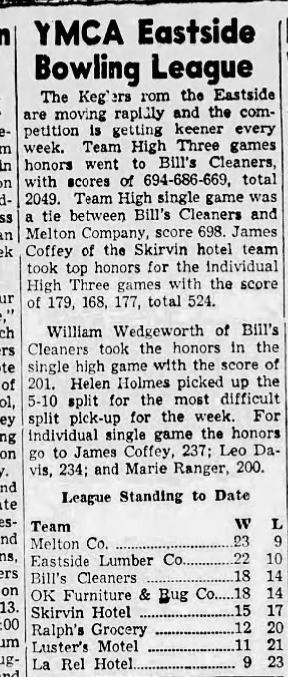 YMCA Eastside
Bowling League
The Keglers rom the Eastside
are moving rapidly and the com-
petition is getting keener every
week. Team High Three games
honors went to Bill's Cleaners,
with scores of 694-686-669, total
2049. Team High single game was
a tie between Bill's Cleaners and
Melton Company, score 698. James
Coffey of the Skirvin hotel team
took top honors for the individual
High Three games with the score
of 179, 168, 177, total 524.
William Wedgeworth of Bill's
Cleaners took the honors in the
single high game with the score of
201. Helen Holmes picked up the
5-10 split for the most difficult
split pick-up for the week. For
individual single game the honors
go to James Coffey, 237; Leo Da-
vis, 234; and Marie Ranger, 200.
League Standing to Date
Team W L
Melton Co. 23 9
Eastside Lumber Co. 22 10
Bill's Cleaners 18 14
OK Furniture & Rug Co. 18 14
Skirvin Hotel 15 17
Ralph's Grocery 12 20
Luster's Motel 11 21
La Rel Hotel 9 23